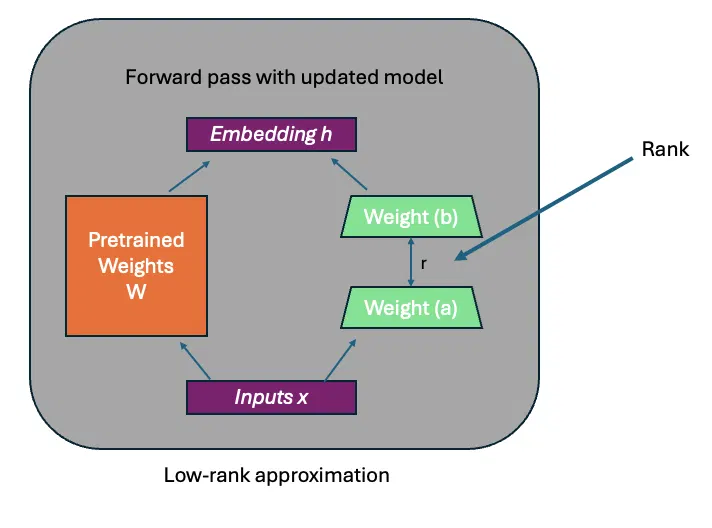 Forward pass with updated model
Embedding h
Rank
Pretrained
Weights
W
Weight (b)
r
Weight (a)
Inputs x
Low-rank approximation